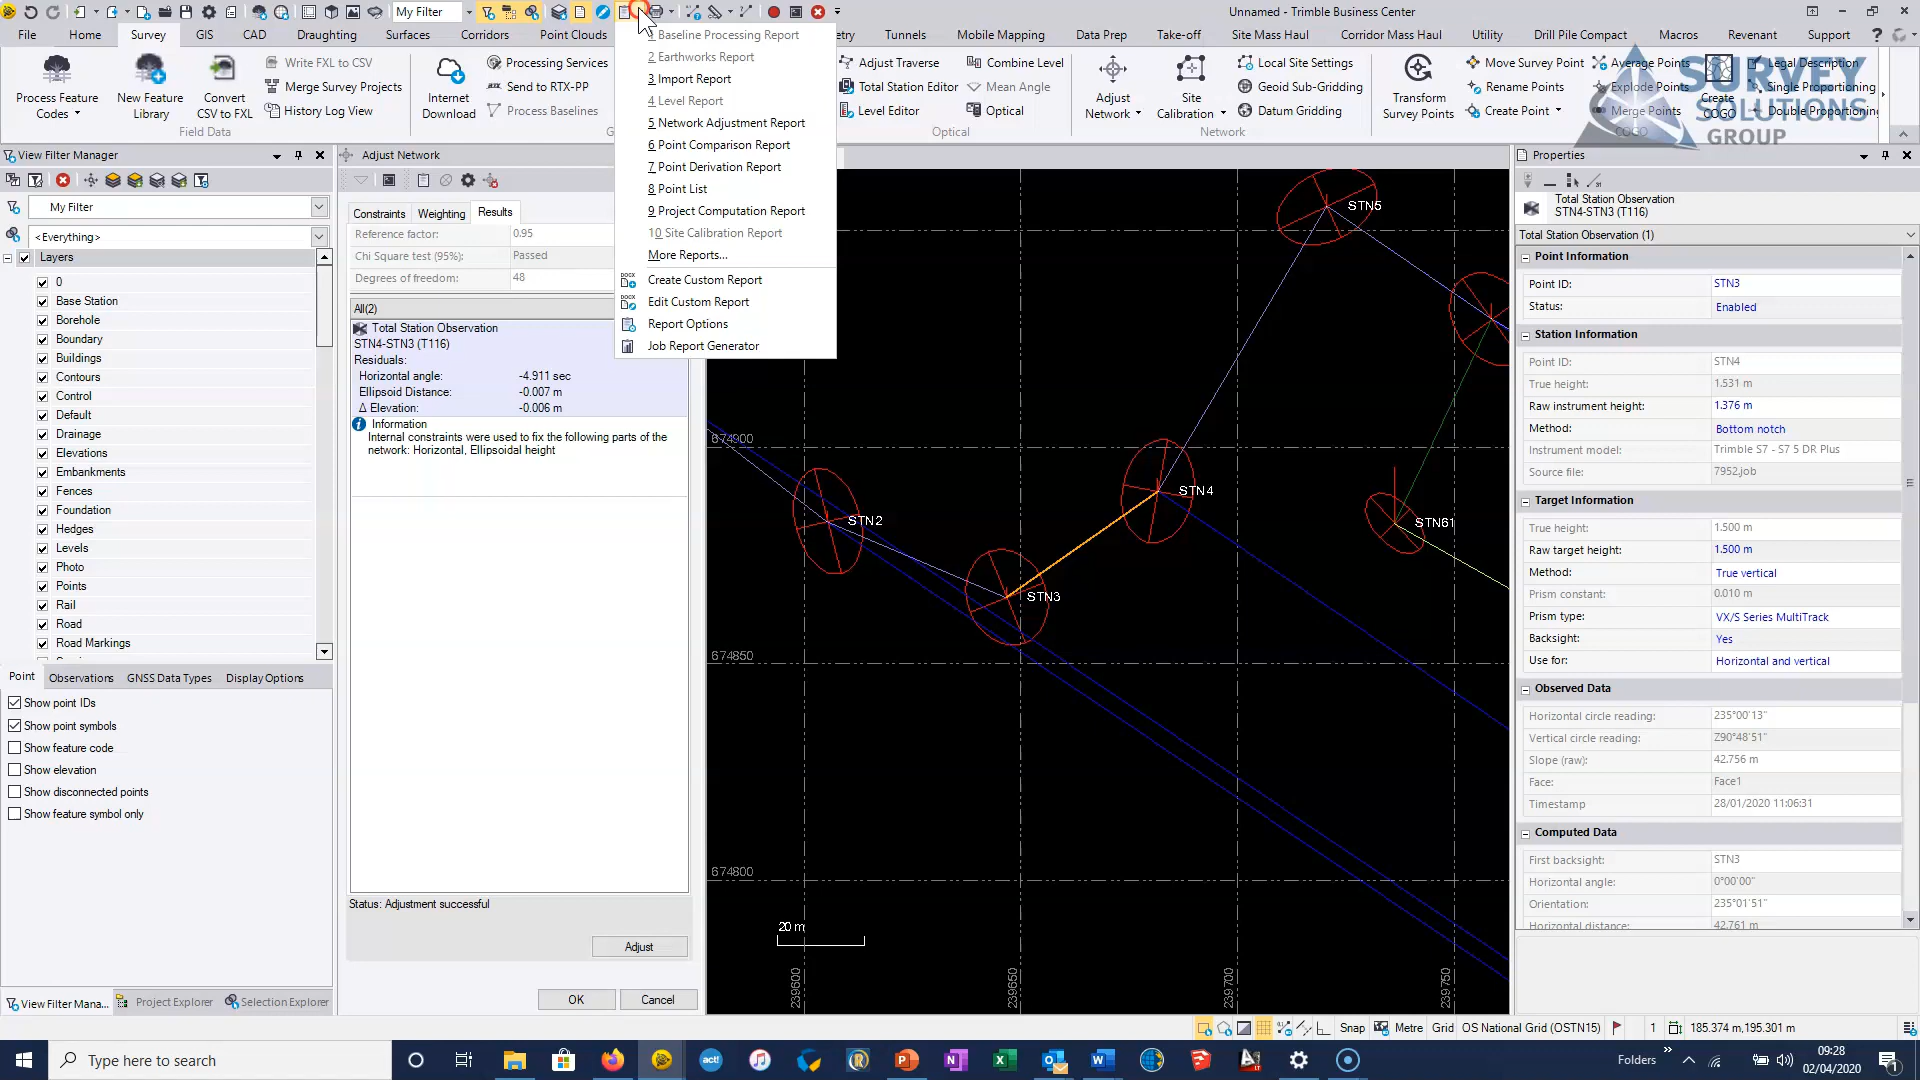 My Filter
Unnamed - Trimble Business Center
File Home Survey GIS CAD Draughting Surfaces Corridors Point Clouds Tunnels Mobile Mapping Data Prep Take-off Site Mass Haul Corridor Mass Haul Utility Drill Pile Compact Macros Revenant Support
Process Feature Codes
New Feature Library
Convert CSV to FXL
Write FXL to CSV
Merge Survey Projects
History Log View
Field Data
Internet Download
Processing Services
Send to RTX-PP
Process Baselines
Adjust Traverse
Total Station Editor
Level Editor
Combine Level
Mean Angle
Optical
Optical
Adjust Network
Site Calibration
Local Site Settings
Geoid Sub-Gridding
Datum Gridding
Network
Transform Survey Points
Move Survey Point
Rename Points
Create Point
Average Points
Explode Points
Merge Points
Create COGO
Legal Description
Single Proportioning
Double Proportioning
COGO
SURVEY
SOLUTIONS
GROUP
1 Baseline Processing Report
2 Earthworks Report
3 Import Report
4 Level Report
5 Network Adjustment Report
6 Point Comparison Report
7 Point Derivation Report
8 Point List
9 Project Computation Report
10 Site Calibration Report
More Reports...
Create Custom Report
Edit Custom Report
Report Options
Job Report Generator
View Filter Manager
My Filter
<Everything>
Layers
0
Base Station
Borehole
Boundary
Buildings
Contours
Control
Default
Drainage
Elevations
Embankments
Fences
Foundation
Hedges
Levels
Photo
Points
Rail
Road
Road Markings
Point Observations GNSS Data Types Display Options
Show point IDs
Show point symbols
Show feature code
Show elevation
Show disconnected points
Show feature symbol only
View Filter Mana... Project Explorer Selection Explorer
Adjust Network
Constraints Weighting Results
Reference factor: 0.95
Chi Square test (95%): Passed
Degrees of freedom: 48
All(2)
Total Station Observation
STN4-STN3 (T116)
Residuals:
Horizontal angle: -4.911 sec
Ellipsoid Distance: -0.007 m
Δ Elevation: -0.006 m
Information
Internal constraints were used to fix the following parts of the
network: Horizontal, Ellipsoidal height
Status: Adjustment successful
Adjust
OK Cancel
STN5
STN4
STN2
STN3
STN61
674900
674850
674800
20 m
239600
239650
239700
239750
Properties
Total Station Observation
STN4-STN3 (T116)
Total Station Observation (1)
Point Information
Point ID: STN3
Status: Enabled
Station Information
Point ID: STN4
True height: 1.531 m
Raw instrument height: 1.376 m
Method: Bottom notch
Instrument model: Trimble S7 - S7 5 DR Plus
Source file: 7952.job
Target Information
True height: 1.500 m
Raw target height: 1.500 m
Method: True vertical
Prism constant: 0.010 m
Prism type: VX/S Series MultiTrack
Backsight: Yes
Use for: Horizontal and vertical
Observed Data
Horizontal circle reading: 235°00'13"
Vertical circle reading: Z90°48'51"
Slope (raw): 42.756 m
Face: Face1
Timestamp 28/01/2020 11:06:31
Computed Data
First backsight: STN3
Horizontal angle: 0°00'00"
Orientation: 235°01'51"
Horizontal distance: 42.761 m
Snap Metre Grid OS National Grid (OSTN15) 1 185.374 m,195.301 m
Type here to search
act!
Folders
09:28
02/04/2020